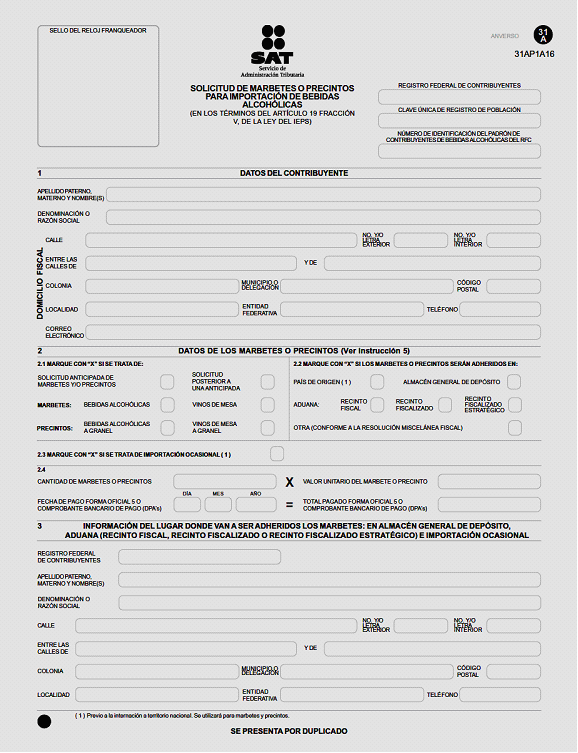 SELLO DEL RELOJ FRANQUEADOR
ANVERSO
31
A
31AP1A16
SAT
Servicio de
Administración Tributaria
SOLICITUD DE MARBETES O PRECINTOS
PARA IMPORTACIÓN DE BEBIDAS
ALCOHÓLICAS
(EN LOS TÉRMINOS DEL ARTÍCULO 19 FRACCIÓN
V, DE LA LEY DEL IEPS)
REGISTRO FEDERAL DE CONTRIBUYENTES
CLAVE ÚNICA DE REGISTRO DE POBLACIÓN
NÚMERO DE IDENTIFICACIÓN DEL PADRÓN DE
CONTRIBUYENTES DE BEBIDAS ALCOHÓLICAS DEL RFC
1 DATOS DEL CONTRIBUYENTE
APELLIDO PATERNO,
MATERNO Y NOMBRE(S)
DENOMINACIÓN O
RAZÓN SOCIAL
DOMICILIO FISCAL
CALLE
NO. Y/O
LETRA
EXTERIOR
NO. Y/O
LETRA
INTERIOR
ENTRE LAS
CALLES DE
Y DE
COLONIA
MUNICIPIO O
DELEGACIÓN
CÓDIGO
POSTAL
LOCALIDAD
ENTIDAD
FEDERATIVA
TELÉFONO
CORREO
ELECTRÓNICO
2 DATOS DE LOS MARBETES O PRECINTOS (Ver Instrucción 5)
2.1 MARQUE CON "X" SI SE TRATA DE:
SOLICITUD ANTICIPADA DE
MARBETES Y/O PRECINTOS
SOLICITUD
POSTERIOR A
UNA ANTICIPADA
MARBETES: BEBIDAS ALCOHÓLICAS VINOS DE MESA
PRECINTOS: BEBIDAS ALCOHÓLICAS
A GRANEL
VINOS DE MESA
A GRANEL
2.2 MARQUE CON "X" SI LOS MARBETES O PRECINTOS SERÁN ADHERIDOS EN:
PAÍS DE ORIGEN ( 1 ) ALMACÉN GENERAL DE DEPÓSITO
ADUANA: RECINTO
FISCAL
RECINTO
FISCALIZADO
RECINTO
FISCALIZADO
ESTRATÉGICO
OTRA (CONFORME A LA RESOLUCIÓN MISCELÁNEA FISCAL)
2.3 MARQUE CON "X" SI SE TRATA DE IMPORTACIÓN OCASIONAL ( 1 )
2.4
CANTIDAD DE MARBETES O PRECINTOS X VALOR UNITARIO DEL MARBETE O PRECINTO
DÍA MES AÑO
FECHA DE PAGO FORMA OFICIAL 5 O
COMPROBANTE BANCARIO DE PAGO (DPA's)
=
TOTAL PAGADO FORMA OFICIAL 5 O
COMPROBANTE BANCARIO DE PAGO (DPA's)
3 INFORMACIÓN DEL LUGAR DONDE VAN A SER ADHERIDOS LOS MARBETES: EN ALMACÉN GENERAL DE DEPÓSITO,
ADUANA (RECINTO FISCAL, RECINTO FISCALIZADO O RECINTO FISCALIZADO ESTRATÉGICO) E IMPORTACIÓN OCASIONAL
REGISTRO FEDERAL
DE CONTRIBUYENTES
APELLIDO PATERNO,
MATERNO Y NOMBRE(S)
DENOMINACIÓN O
RAZÓN SOCIAL
CALLE
NO. Y/O
LETRA
EXTERIOR
NO. Y/O
LETRA
INTERIOR
ENTRE LAS
CALLES DE
Y DE
COLONIA
MUNICIPIO O
DELEGACIÓN
CÓDIGO
POSTAL
LOCALIDAD
ENTIDAD
FEDERATIVA
TELÉFONO
( 1 ) Previo a la internación a territorio nacional. Se utilizará para marbetes y precintos.
SE PRESENTA POR DUPLICADO